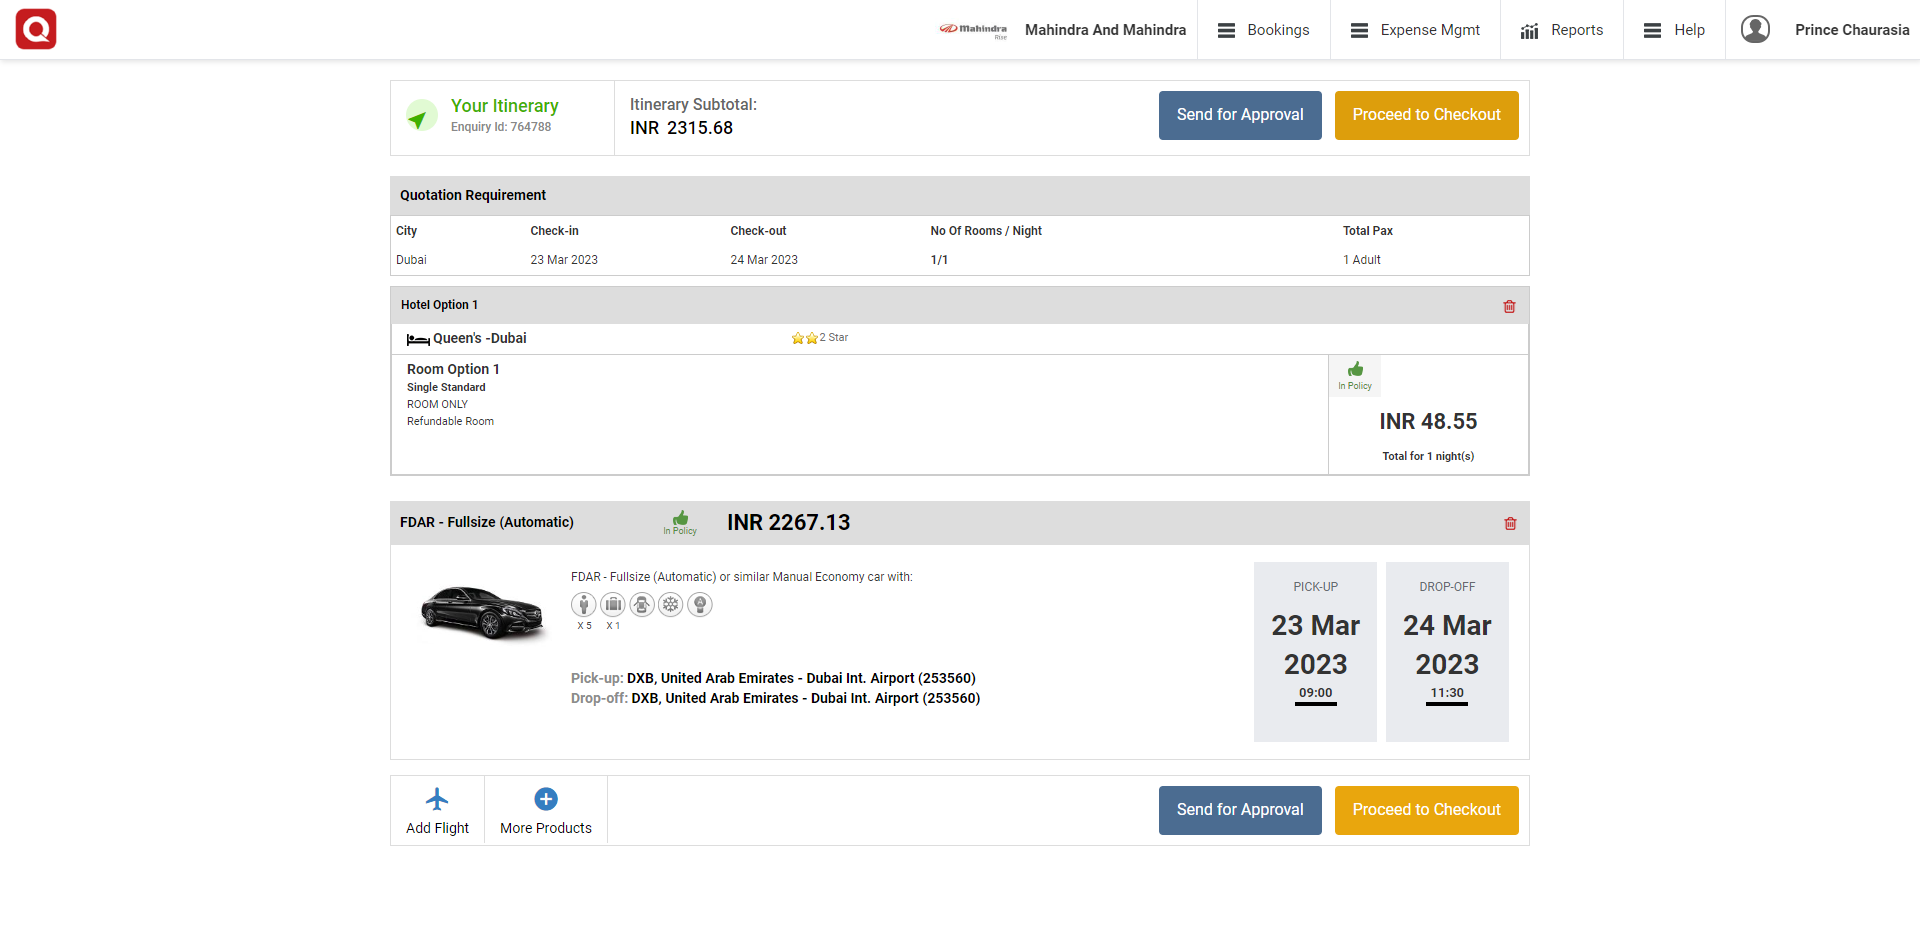 Q
Mahindra Rise
Mahindra And Mahindra
Bookings
Expense Mgmt
Reports
Help
Prince Chaurasia
Your Itinerary
Enquiry Id: 764788
Itinerary Subtotal:
INR 2315.68
Send for Approval
Proceed to Checkout
Quotation Requirement
City Check-in Check-out No Of Rooms / Night Total Pax
Dubai 23 Mar 2023 24 Mar 2023 1/1 1 Adult
Hotel Option 1
Queen's -Dubai 2 Star
Room Option 1
Single Standard
ROOM ONLY
Refundable Room
In Policy
INR 48.55
Total for 1 night(s)
FDAR - Fullsize (Automatic) In Policy INR 2267.13
FDAR - Fullsize (Automatic) or similar Manual Economy car with:
X 5 X 1
Pick-up: DXB, United Arab Emirates - Dubai Int. Airport (253560)
Drop-off: DXB, United Arab Emirates - Dubai Int. Airport (253560)
PICK-UP
23 Mar
2023
09:00
DROP-OFF
24 Mar
2023
11:30
Add Flight
More Products
Send for Approval
Proceed to Checkout